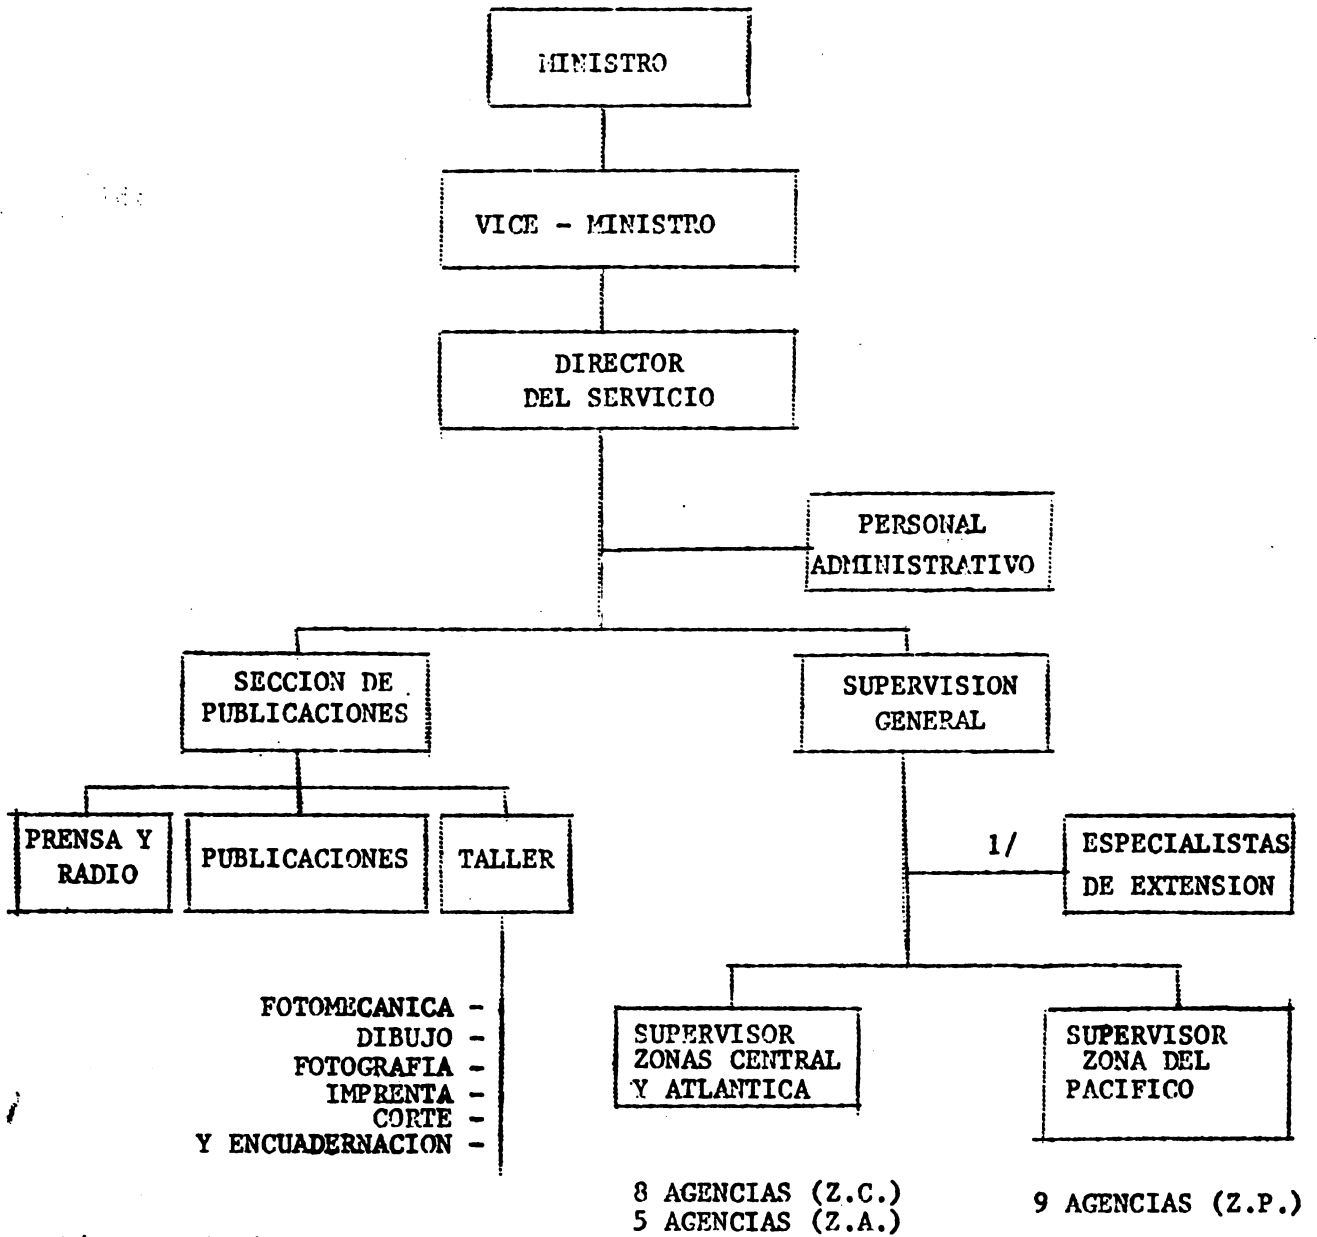 MINISTRO
VICE - MINISTRO
DIRECTOR
DEL SERVICIO
PERSONAL
ADMINISTRATIVO
SECCION DE
PUBLICACIONES
SUPERVISION
GENERAL
PRENSA Y
RADIO
PUBLICACIONES
TALLER
1/
ESPECIALISTAS
DE EXTENSION
FOTOMECANICA -
DIBUJO -
FOTOGRAFIA -
IMPRENTA -
CORTE -
Y ENCUADERNACION -
SUPERVISOR
ZONAS CENTRAL
Y ATLANTICA
SUPERVISOR
ZONA DEL
PACIFICO
8 AGENCIAS (Z.C.)
5 AGENCIAS (Z.A.)
9 AGENCIAS (Z.P.)